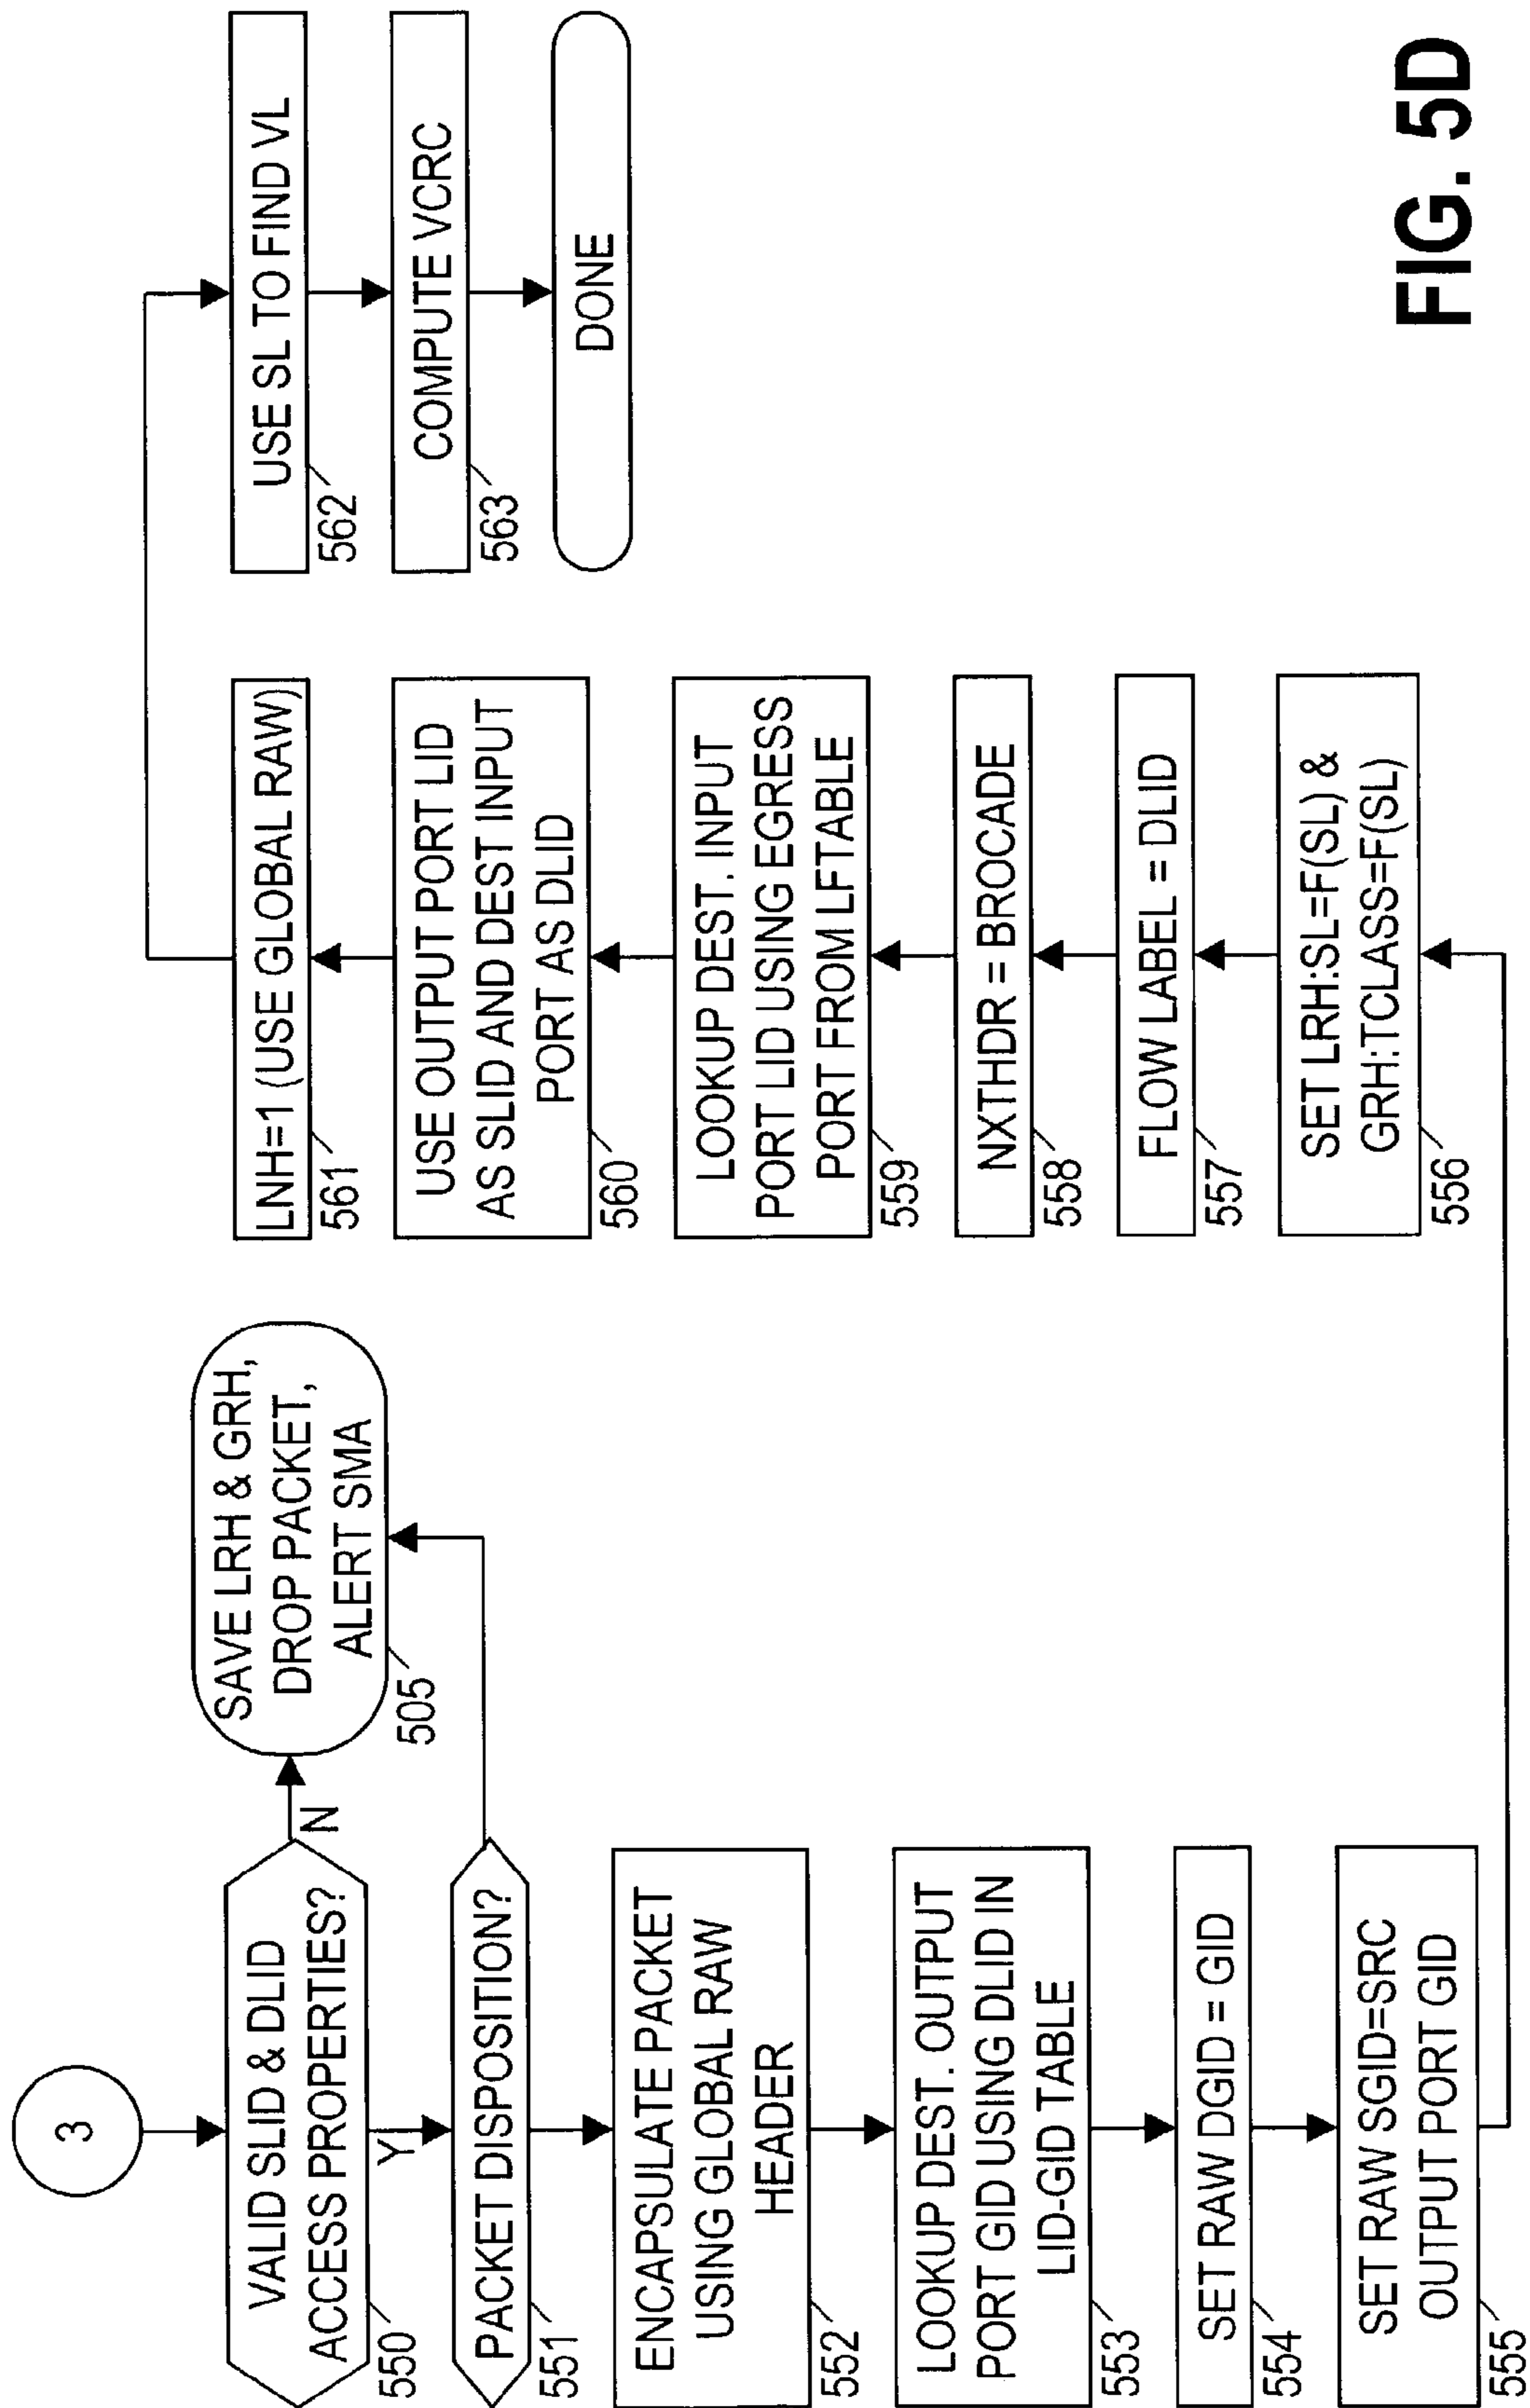 3
VALID SLID & DLID
ACCESS PROPERTIES?
550
N
Y
SAVE LRH & GRH,
DROP PACKET,
ALERT SMA
505
PACKET DISPOSITION?
551
ENCAPSULATE PACKET
USING GLOBAL RAW
HEADER
552
LOOKUP DEST. OUTPUT
PORT GID USING DLID IN
LID-GID TABLE
553
SET RAW DGID = GID
554
SET RAW SGID=SRC
OUTPUT PORT GID
555
SET LRH:SL=F(SL) &
GRH:TCLASS=F(SL)
556
FLOW LABEL = DLID
557
NXTHDR = BROCADE
558
LOOKUP DEST. INPUT
PORT LID USING EGRESS
PORT FROM LFTABLE
559
USE OUTPUT PORT LID
AS SLID AND DEST INPUT
PORT AS DLID
560
LNH=1 (USE GLOBAL RAW)
561
USE SL TO FIND VL
562
COMPUTE VCRC
563
DONE
FIG. 5D